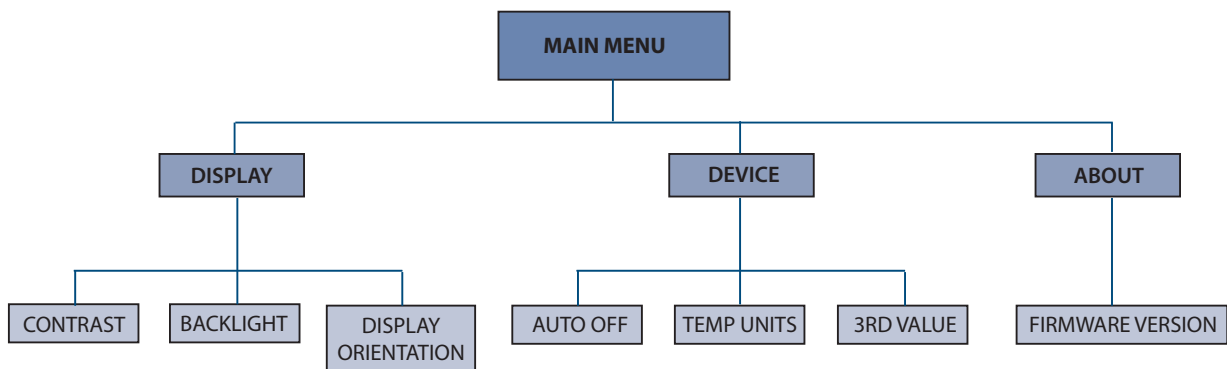 MAIN MENU
DISPLAY
DEVICE
ABOUT
CONTRAST
BACKLIGHT
DISPLAY
ORIENTATION
AUTO OFF
TEMP UNITS
3RD VALUE
FIRMWARE VERSION